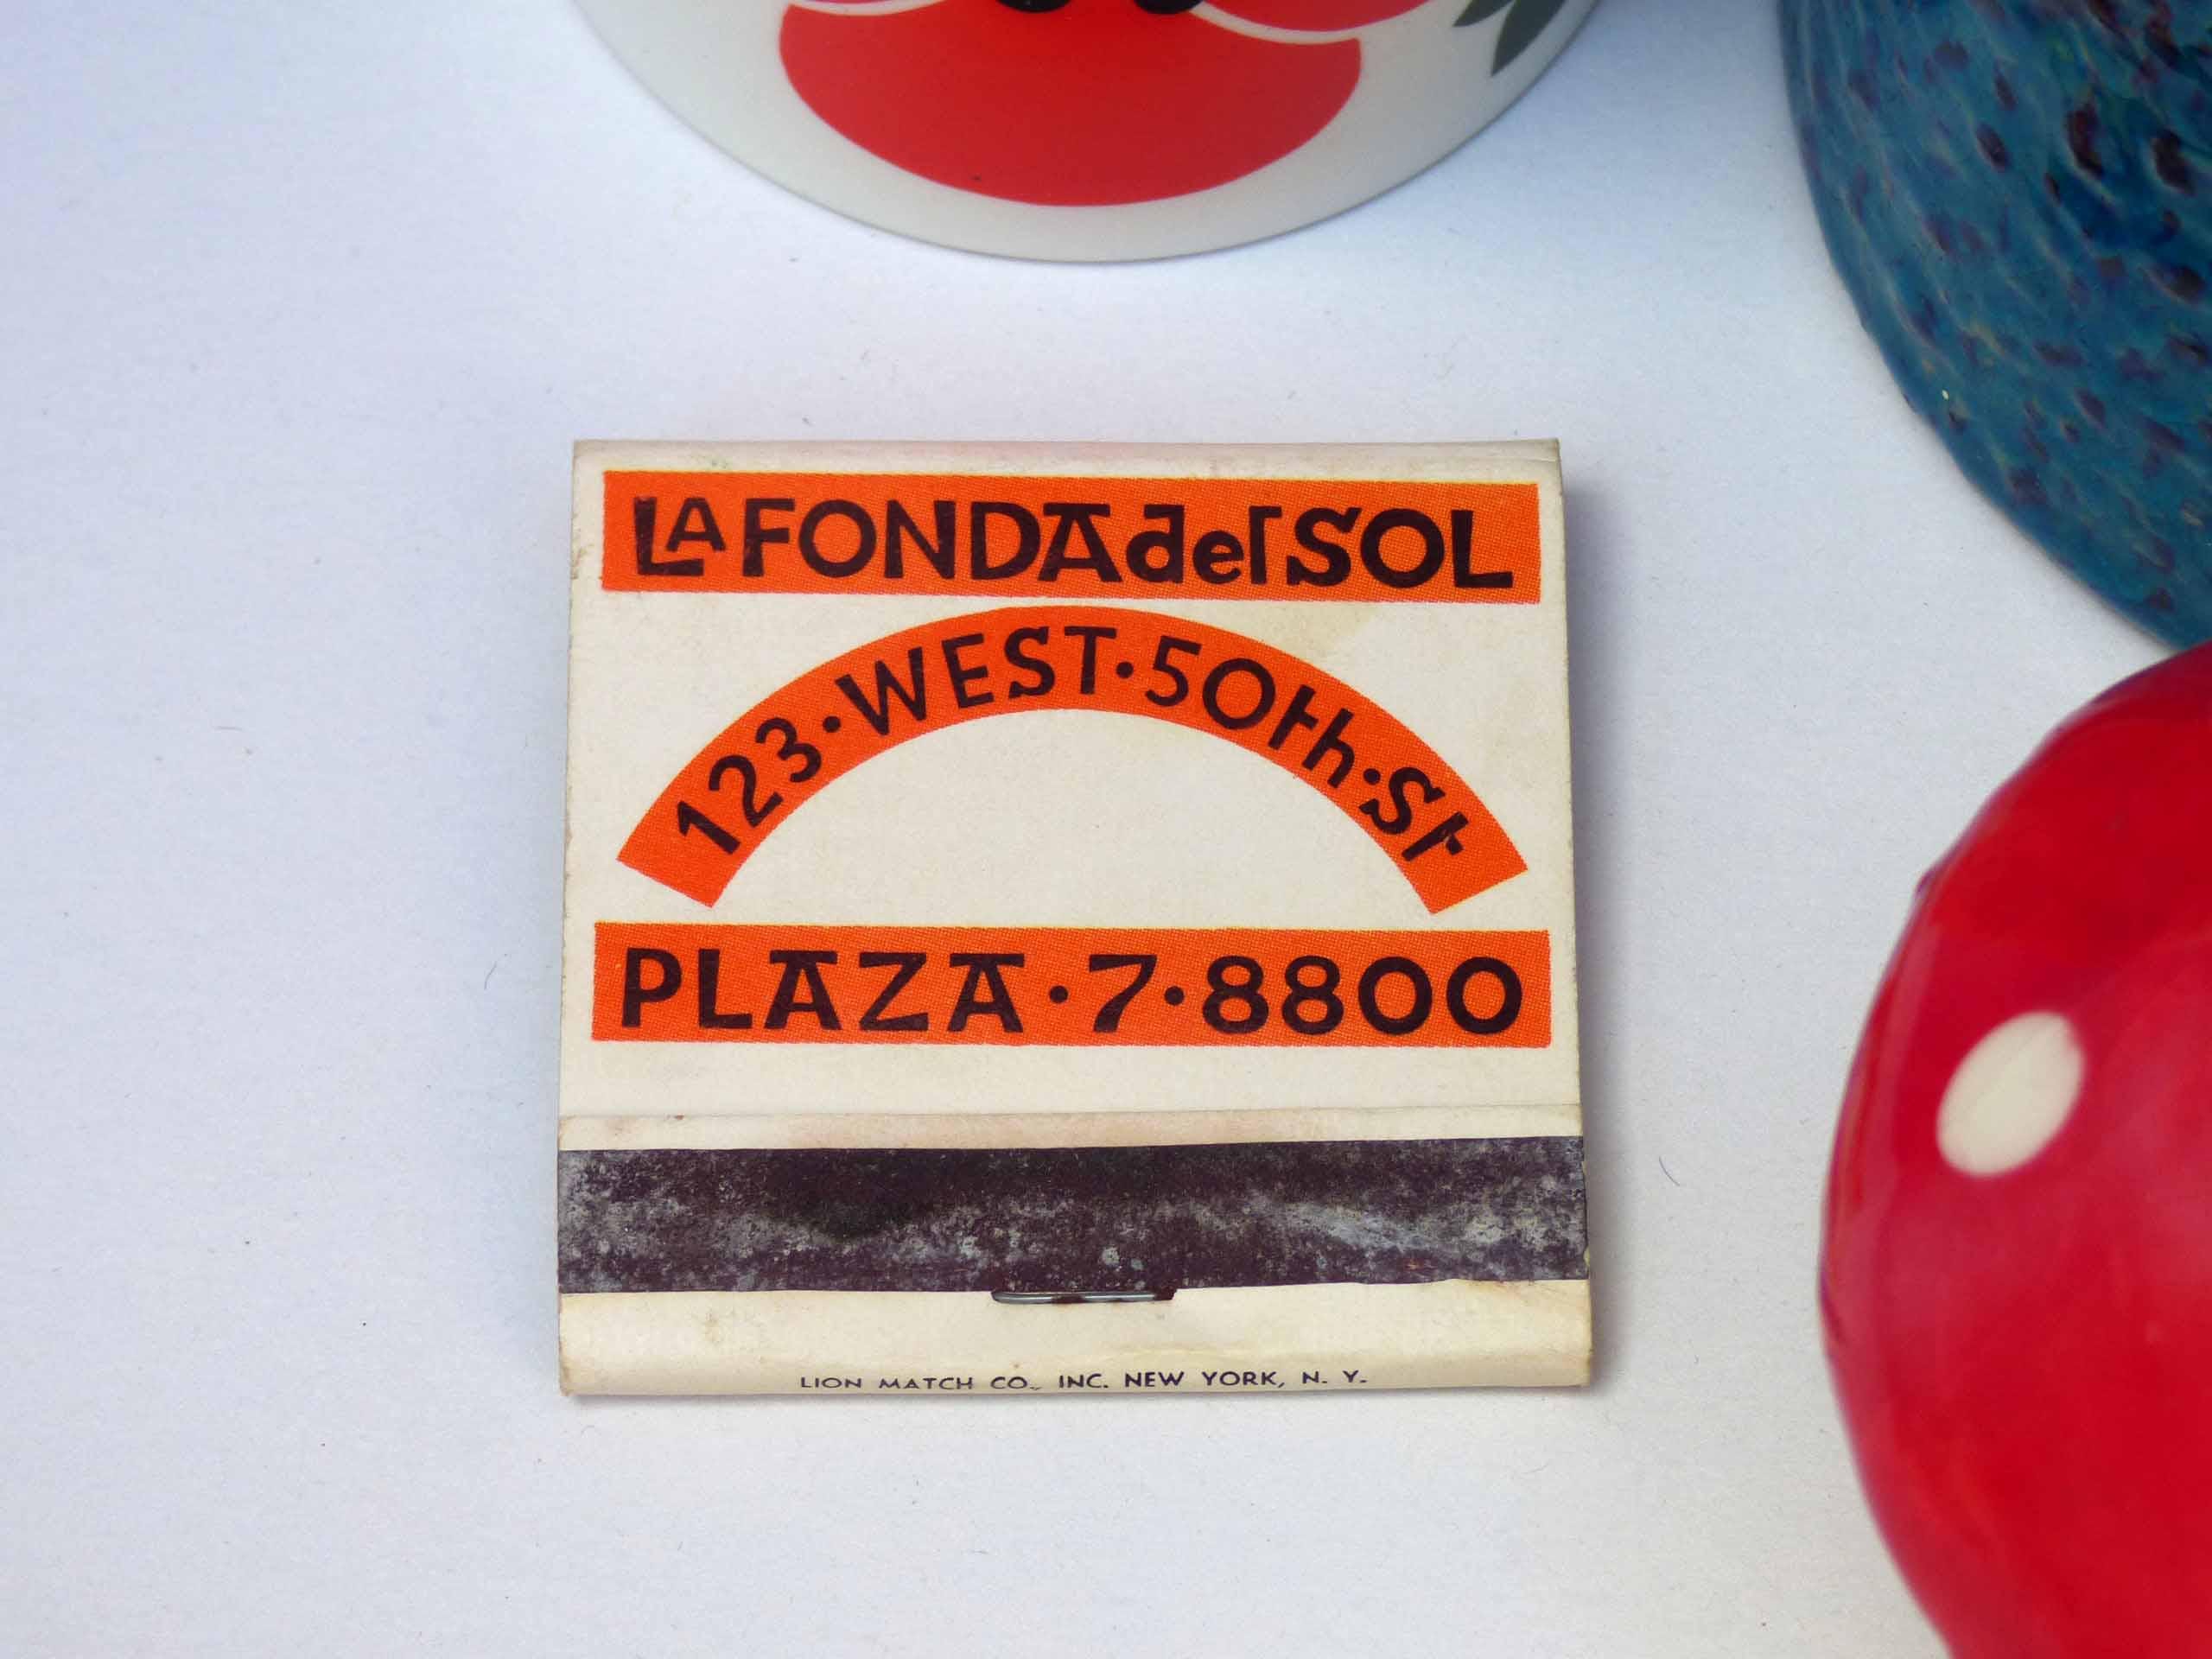 LA FONDA del SOL
123·WEST·50th·St
PLAZA·7·8800
LION MATCH CO., INC. NEW YORK, N. Y.